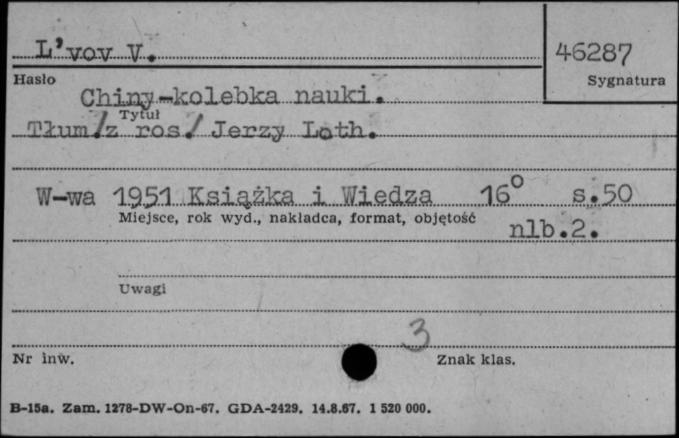 L'vov V.
46287
Hasło
Sygnatura
Chiny-kolebka nauki.
Tytuł
Tłum/z ros/ Jerzy Loth.
W-wa 1951 Książka i Wiedza 16° s.50
Miejsce, rok wyd., nakładca, format, objętość
nlb.2.
Uwagi
3
Nr inw.
Znak klas.
B-15a. Zam. 1278-DW-On-67. GDA-2429. 14.8.67. 1 520 000.